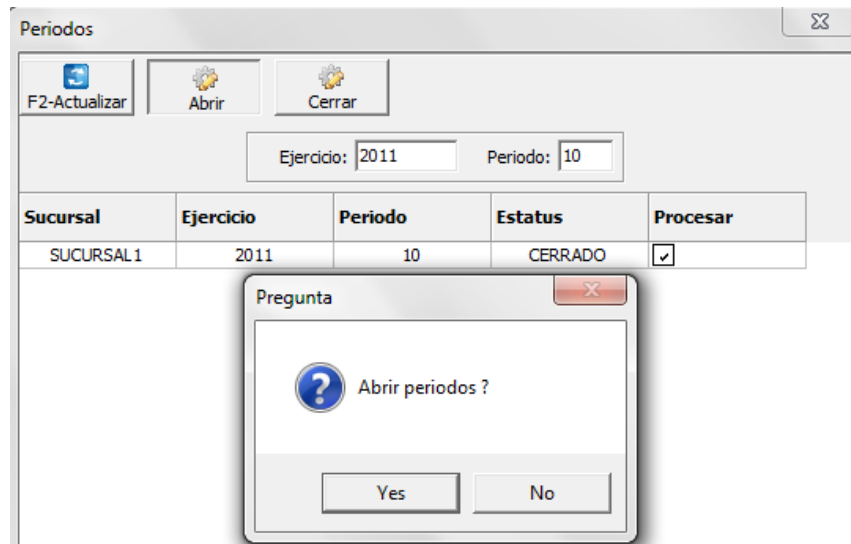 Periodos
F2-Actualizar Abrir Cerrar
Ejercicio: 2011 Periodo: 10
Sucursal Ejercicio Periodo Estatus Procesar
SUCURSAL1 2011 10 CERRADO
Pregunta
Abrir periodos ?
Yes No